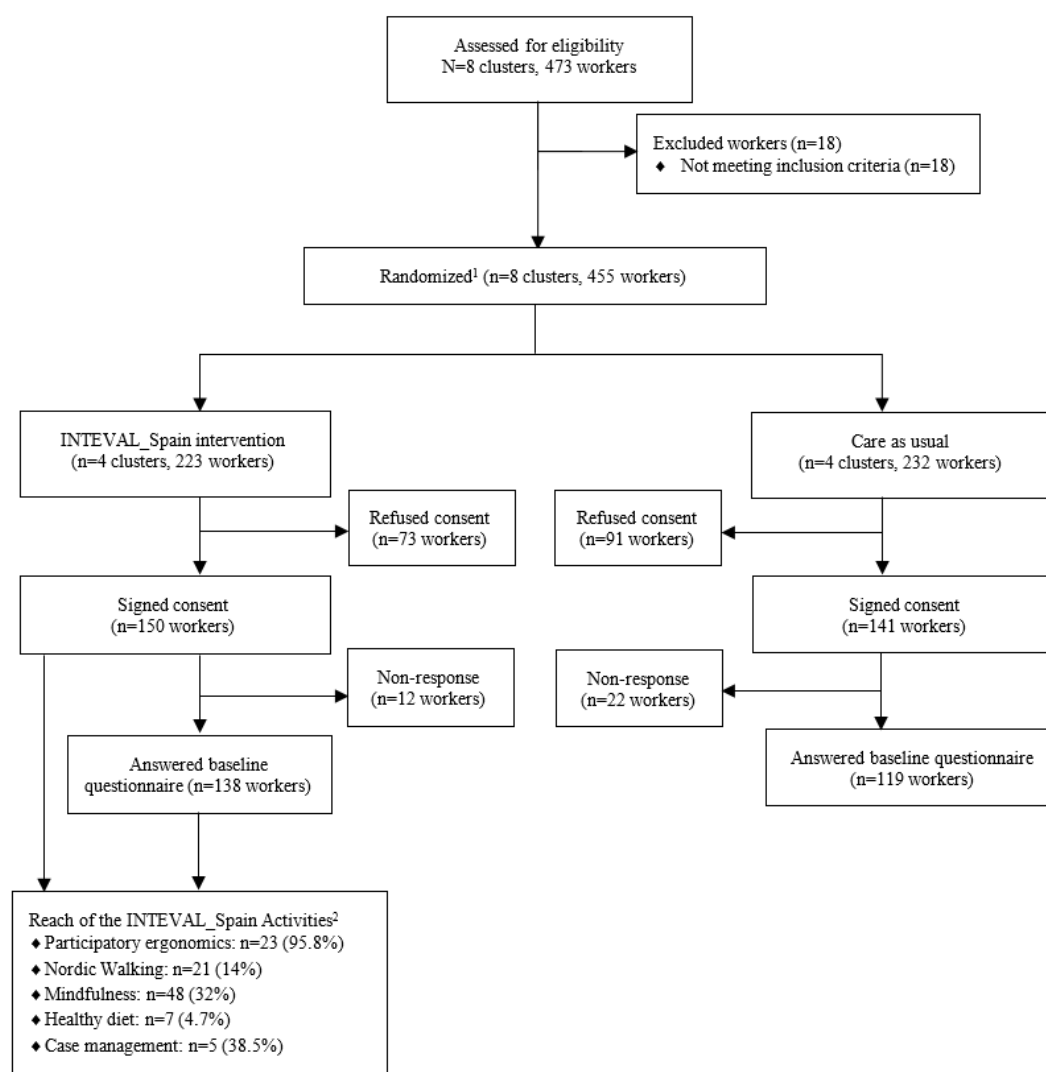 Assessed for eligibility
N=8 clusters, 473 workers
Excluded workers (n=18)
♦ Not meeting inclusion criteria (n=18)
Randomized¹ (n=8 clusters, 455 workers)
INTEVAL_Spain intervention
(n=4 clusters, 223 workers)
Care as usual
(n=4 clusters, 232 workers)
Refused consent
(n=73 workers)
Refused consent
(n=91 workers)
Signed consent
(n=150 workers)
Signed consent
(n=141 workers)
Non-response
(n=12 workers)
Non-response
(n=22 workers)
Answered baseline
questionnaire (n=138 workers)
Answered baseline questionnaire
(n=119 workers)
Reach of the INTEVAL_Spain Activities²
♦ Participatory ergonomics: n=23 (95.8%)
♦ Nordic Walking: n=21 (14%)
♦ Mindfulness: n=48 (32%)
♦ Healthy diet: n=7 (4.7%)
♦ Case management: n=5 (38.5%)